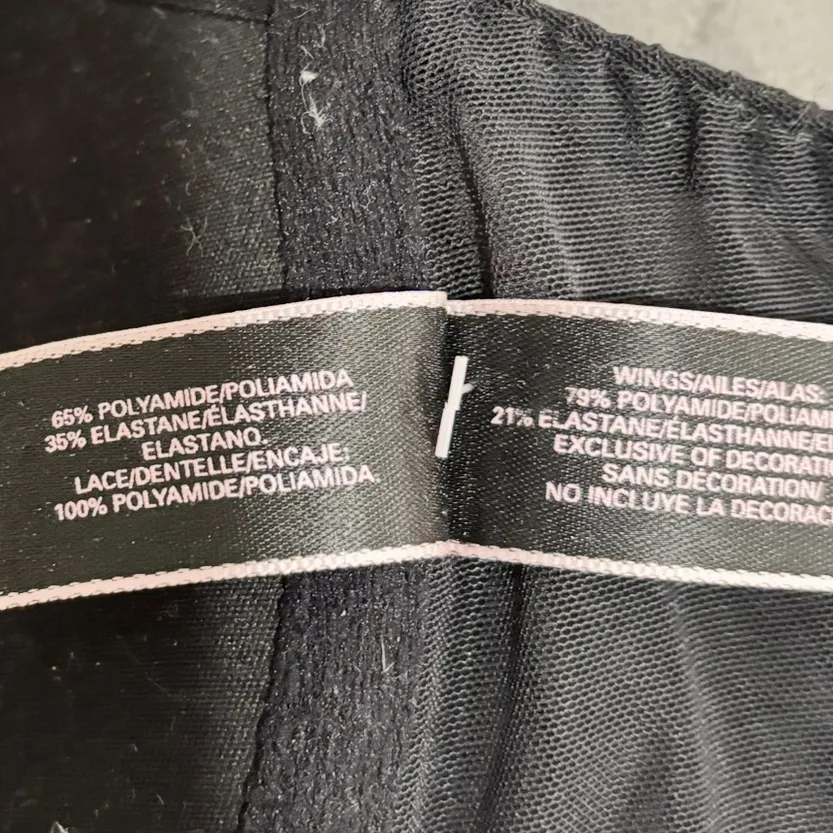 65% POLYAMIDE/POLIAMIDA
35% ELASTANE/ÉLASTHANNE/
ELASTANO.
LACE/DENTELLE/ENCAJE:
100% POLYAMIDE/POLIAMIDA.
WINGS/AILES/ALAS:
79% POLYAMIDE/POLIAM
21% ELASTANE/ÉLASTHANNE/E
EXCLUSIVE OF DECORATI
SANS DÉCORATION/
NO INCLUYE LA DECORAC